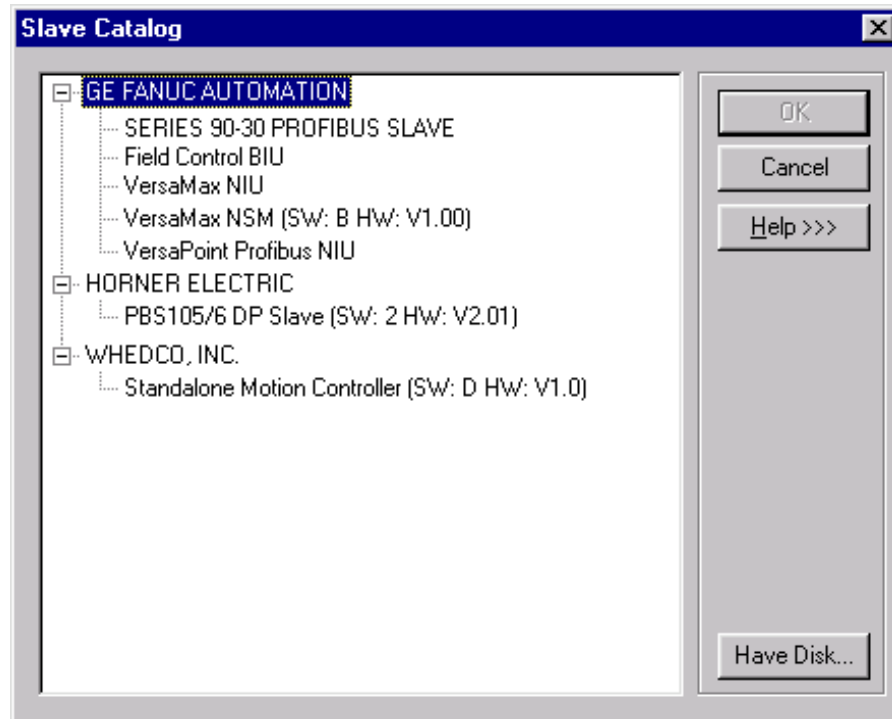 Slave Catalog
GE FANUC AUTOMATION
SERIES 90-30 PROFIBUS SLAVE
Field Control BIU
VersaMax NIU
VersaMax NSM (SW: B HW: V1.00)
VersaPoint Profibus NIU
HORNER ELECTRIC
PBS105/6 DP Slave (SW: 2 HW: V2.01)
WHEDCO, INC.
Standalone Motion Controller (SW: D HW: V1.0)
OK
Cancel
Help >>>
Have Disk...